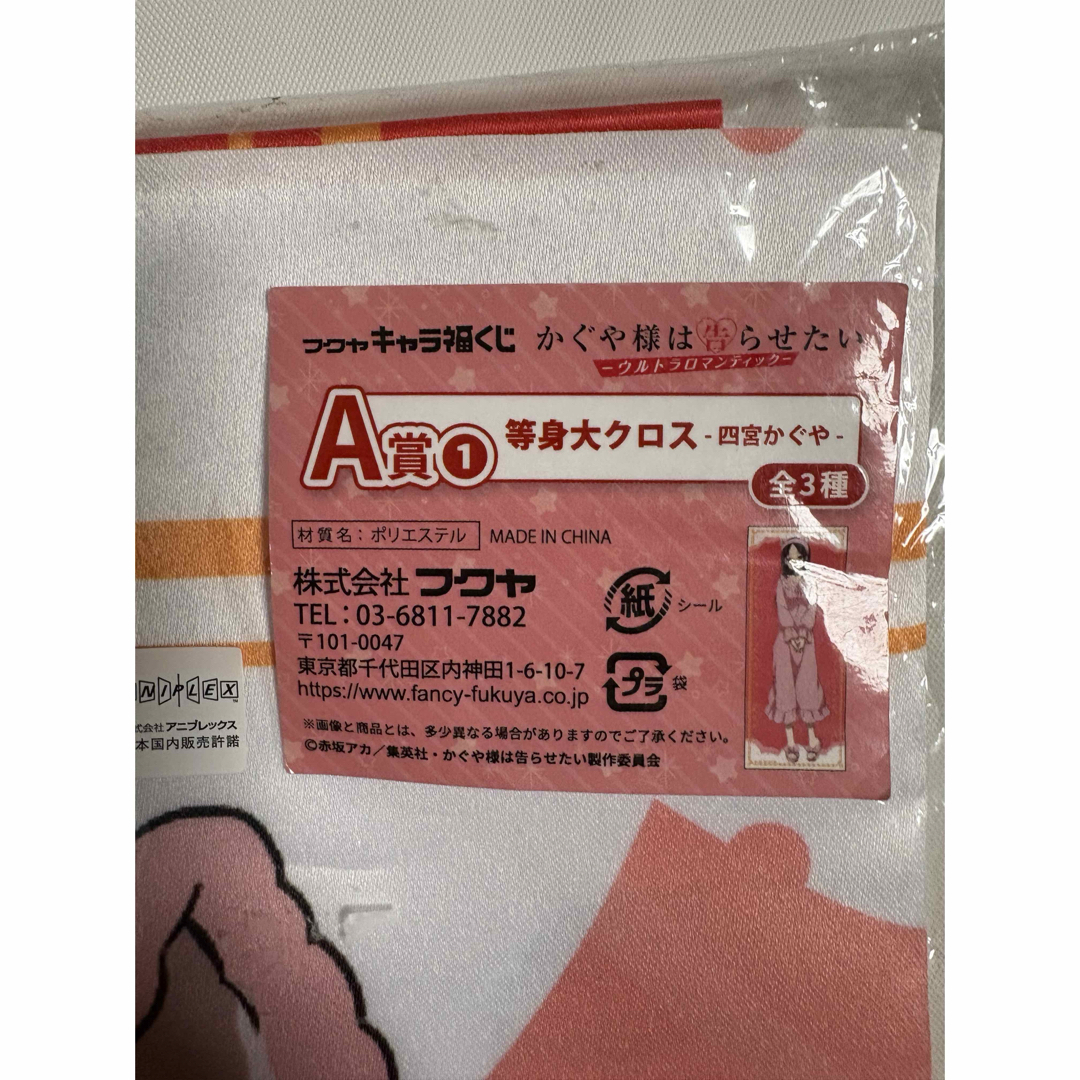 フクヤキャラ福くじ かぐや様は告らせたい
－ウルトラロマンティック－
A賞1 等身大クロス - 四宮かぐや -
全3種
材質名：ポリエステル MADE IN CHINA
株式会社 フクヤ
TEL：03-6811-7882
〒101-0047
東京都千代田区内神田1-6-10-7
https://www.fancy-fukuya.co.jp
紙 シール
プラ 袋
※画像と商品とは、多少異なる場合がありますのでご了承ください。
©赤坂アカ／集英社・かぐや様は告らせたい製作委員会
NIPLEX
式会社 アニプレックス
本国内販売許諾